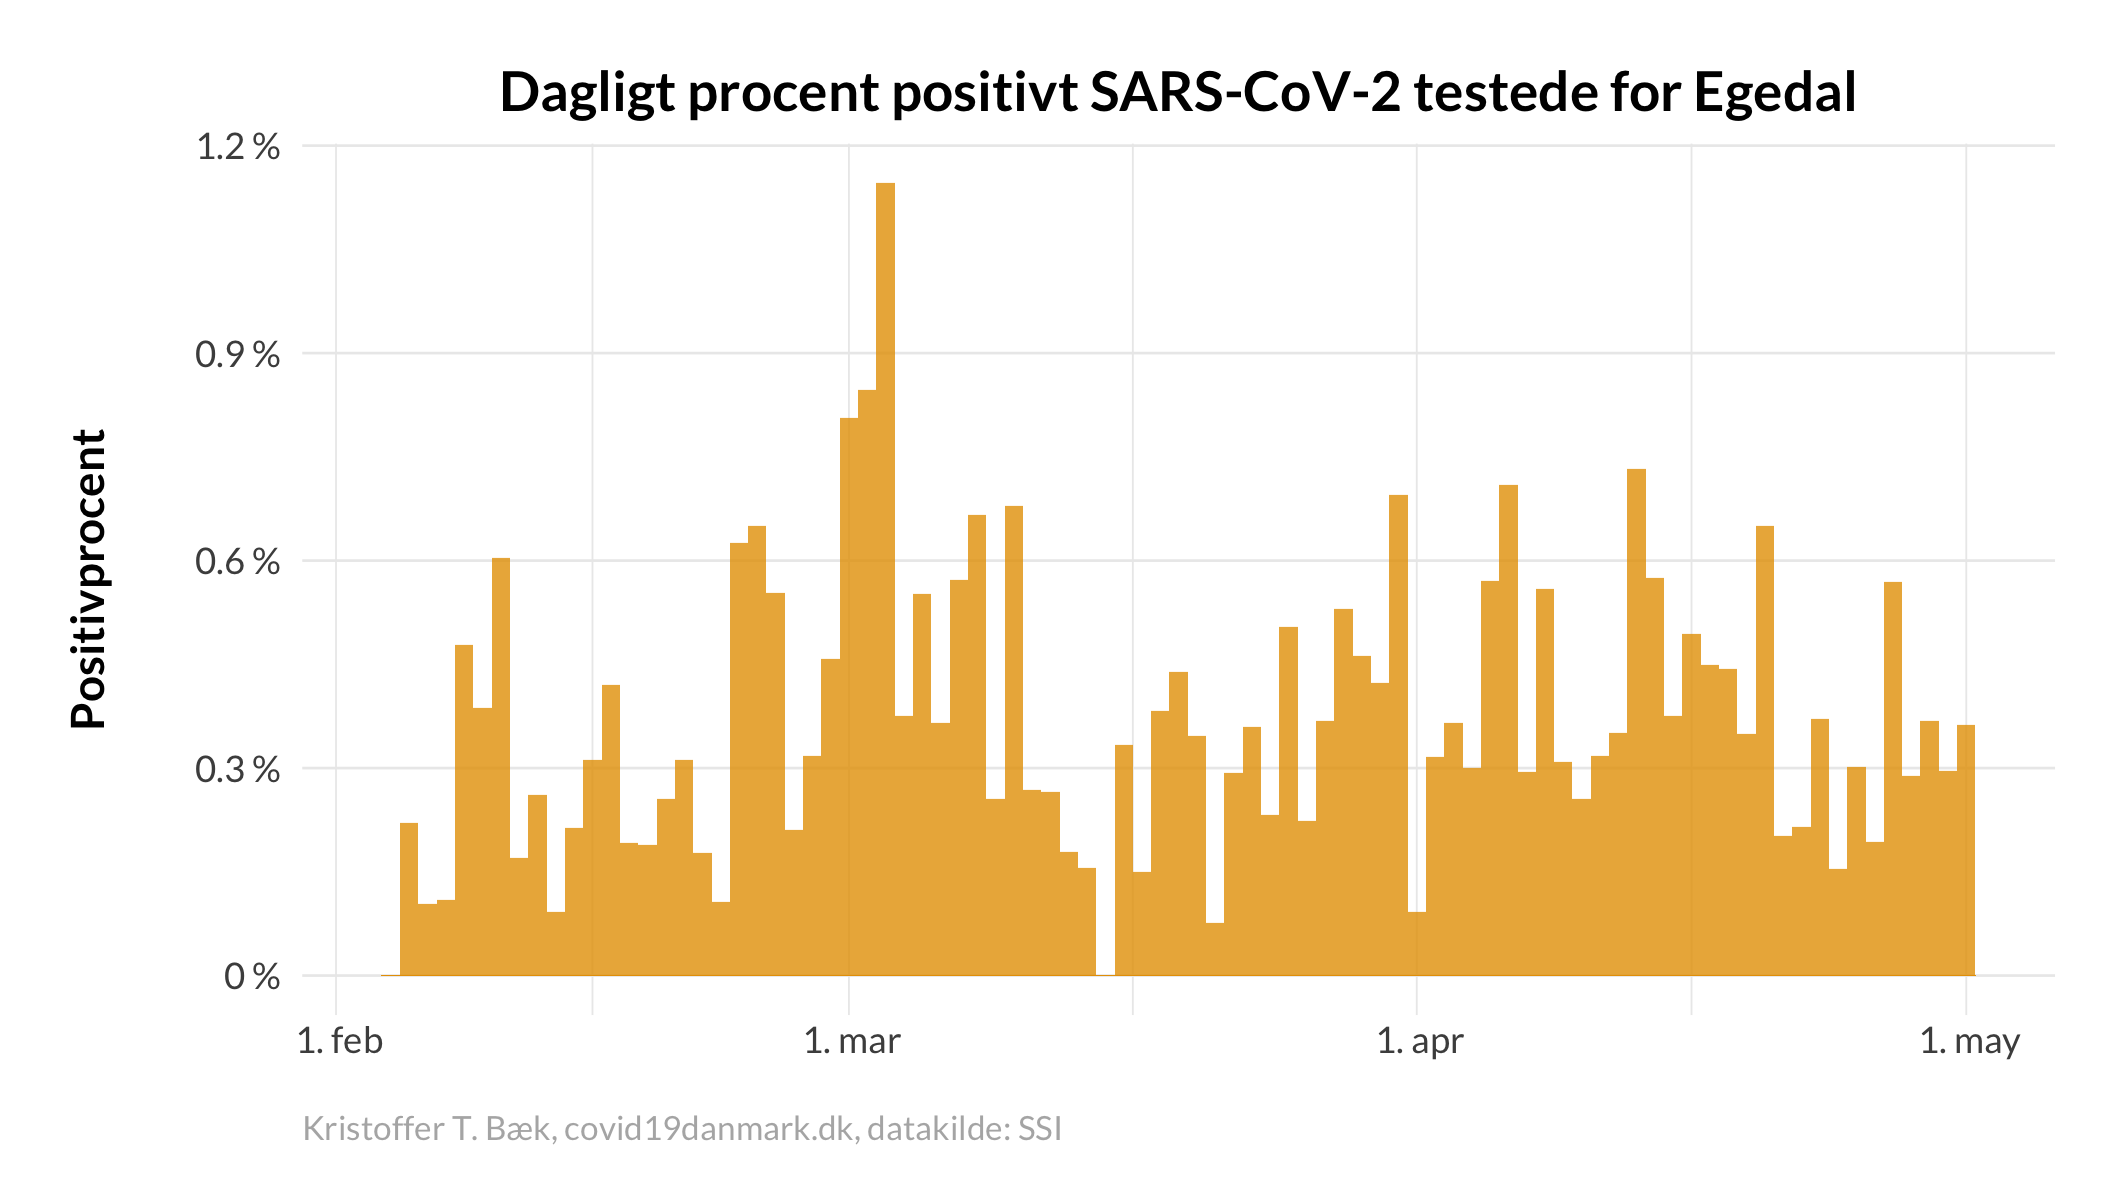 Dagligt procent positivt SARS-CoV-2 testede for Egedal
1.2 %
0.9 %
0.6 %
0.3 %
0 %
Positivprocent
1. feb
1. mar
1. apr
1. may
Kristoffer T. Bæk, covid19danmark.dk, datakilde: SSI